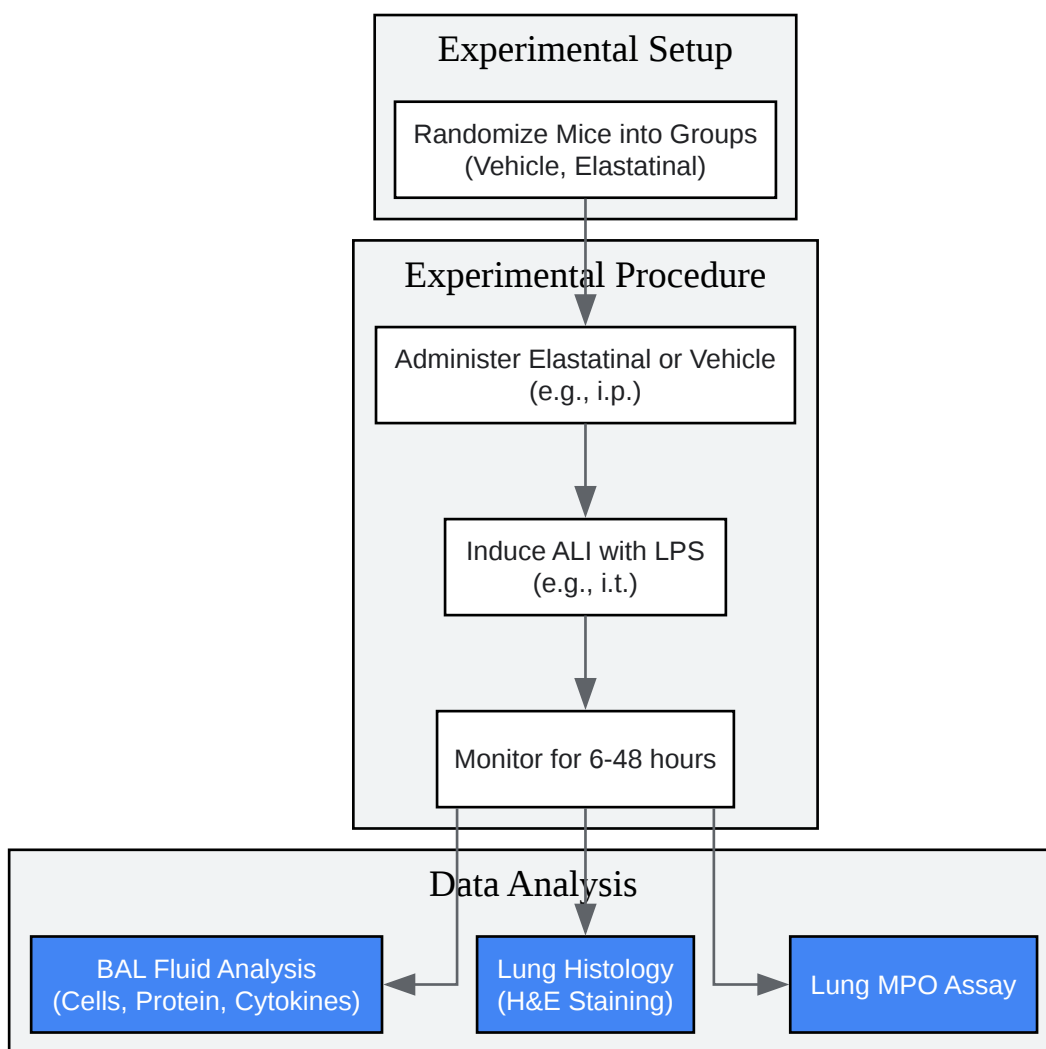 Experimental Setup
Randomize Mice into Groups
(Vehicle, Elastatinal)
Experimental Procedure
Administer Elastatinal or Vehicle
(e.g., i.p.)
Induce ALI with LPS
(e.g., i.t.)
Monitor for 6-48 hours
Data Analysis
BAL Fluid Analysis
(Cells, Protein, Cytokines)
Lung Histology
(H&E Staining)
Lung MPO Assay